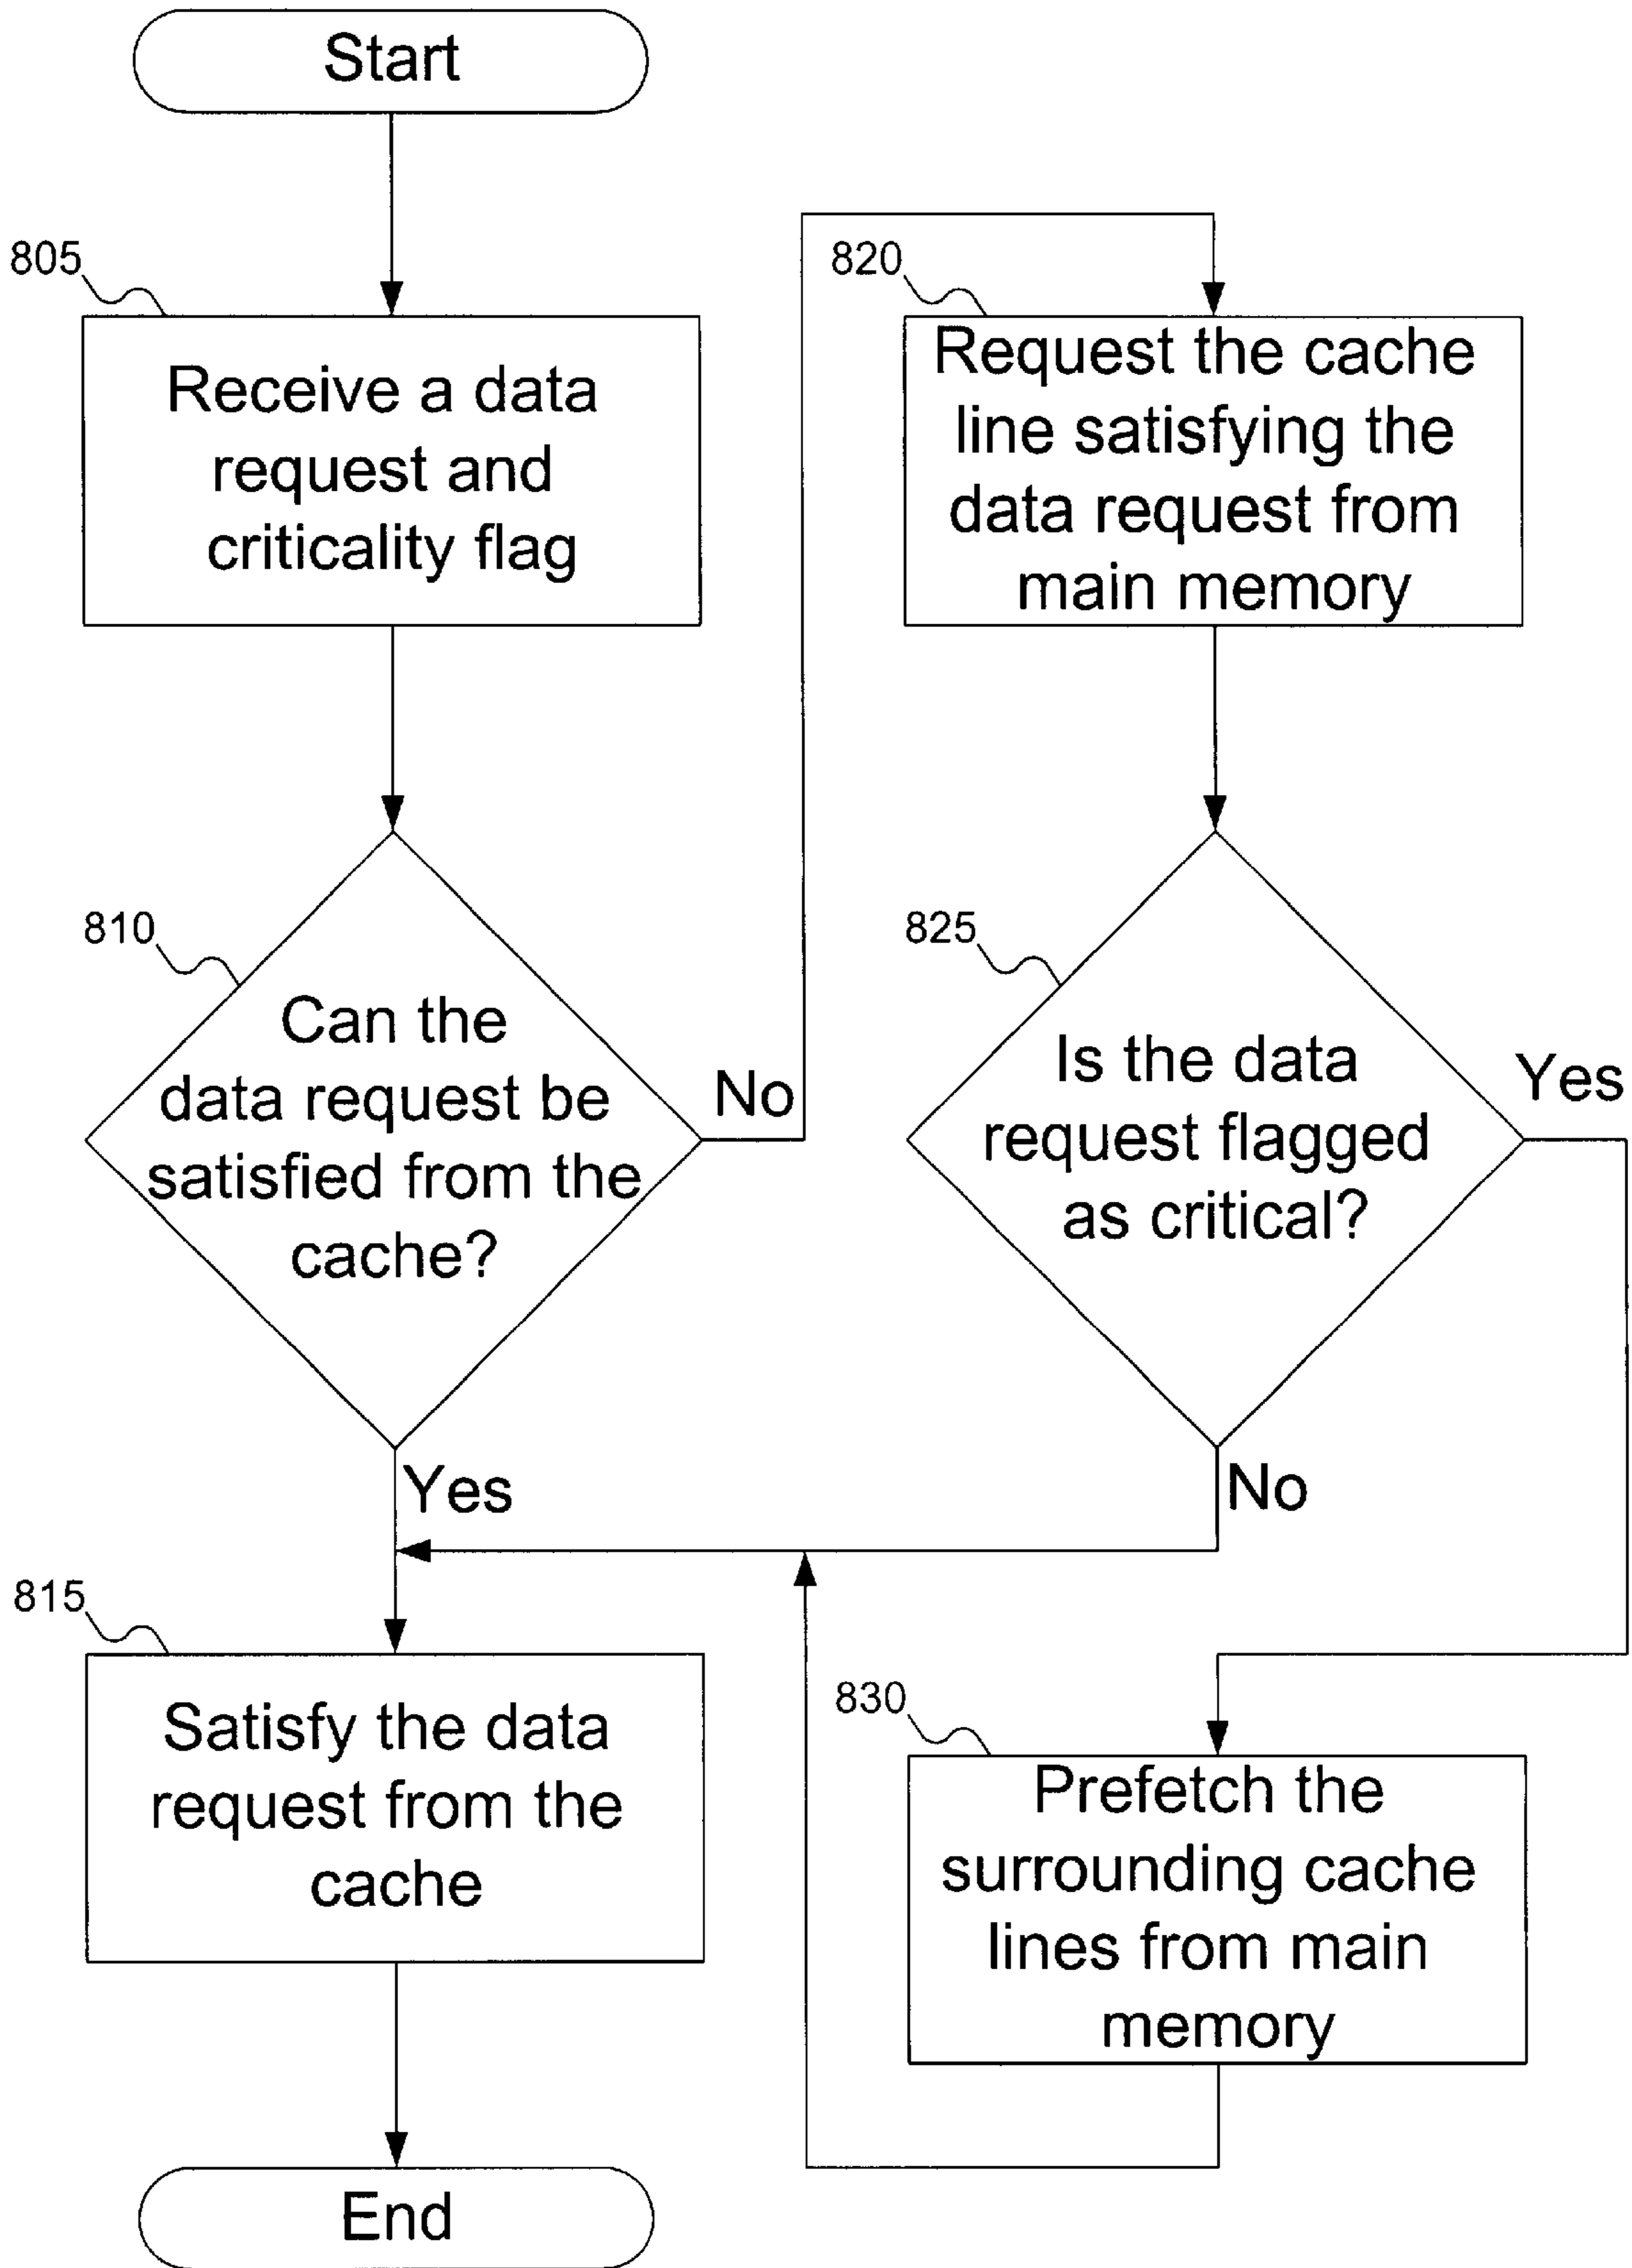 Start
805
Receive a data
request and
criticality flag
810
Can the
data request be
satisfied from the
cache?
No
Yes
815
Satisfy the data
request from the
cache
End
820
Request the cache
line satisfying the
data request from
main memory
825
Is the data
request flagged
as critical?
Yes
No
830
Prefetch the
surrounding cache
lines from main
memory